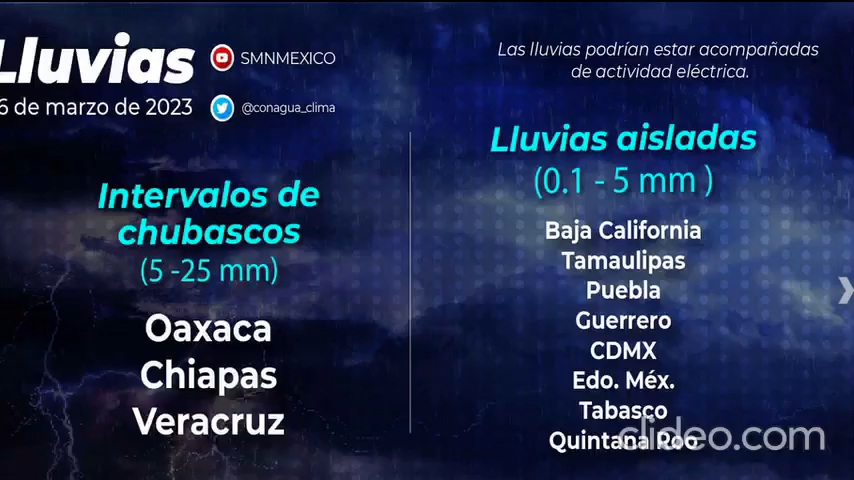 Lluvias
6 de marzo de 2023
SMNMEXICO
@conagua_clima
Intervalos de
chubascos
(5 -25 mm)
Oaxaca
Chiapas
Veracruz
Las lluvias podrían estar acompañadas
de actividad eléctrica.
Lluvias aisladas
(0.1 - 5 mm )
Baja California
Tamaulipas
Puebla
Guerrero
CDMX
Edo. Méx.
Tabasco
Quintana Roo
clideo.com